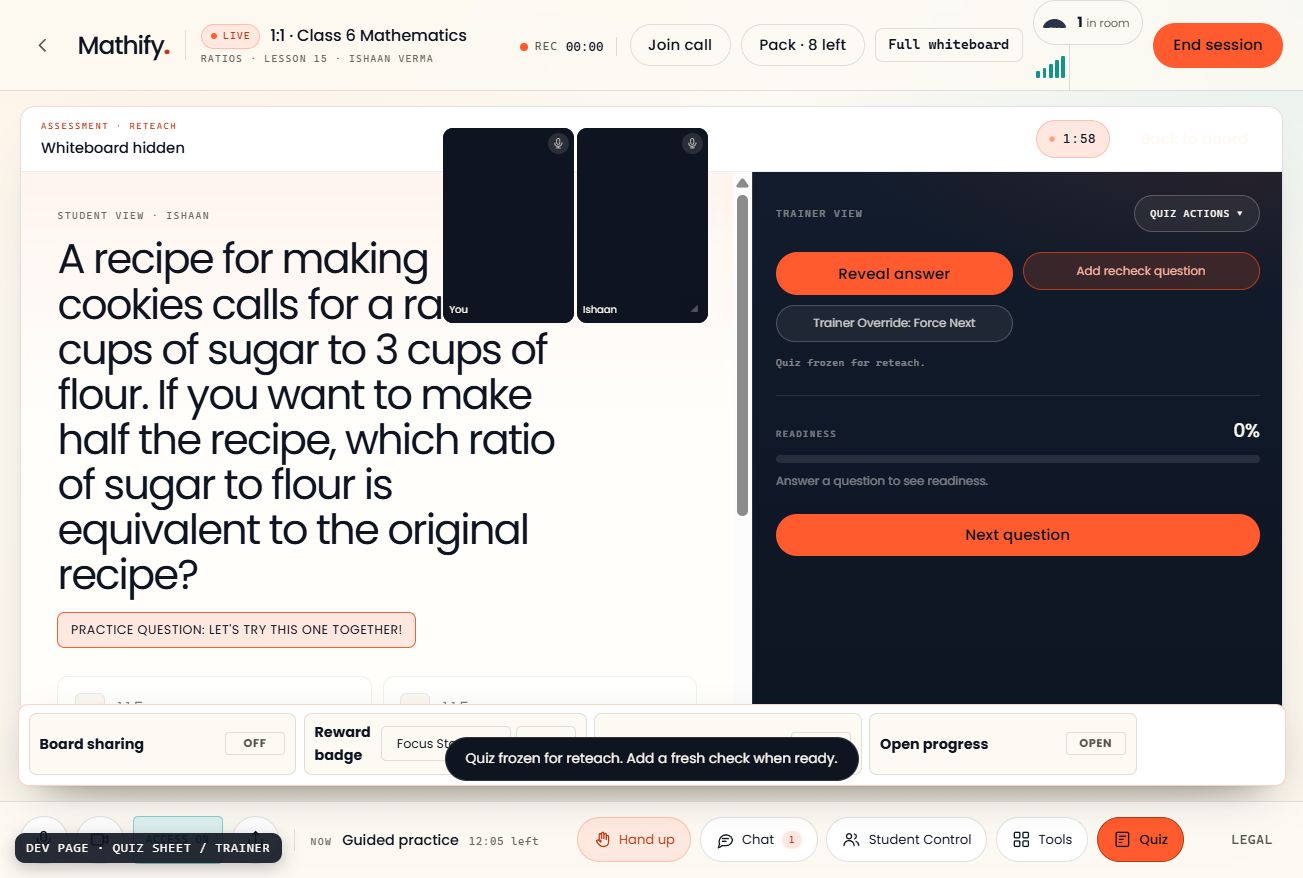 Mathify.
LIVE
1:1 · Class 6 Mathematics
RATIOS · LESSON 15 · ISHAAN VERMA
REC 00:00
Join call
Pack · 8 left
Full whiteboard
1 in room
End session
ASSESSMENT · RETEACH
Whiteboard hidden
1:58
Back to board
You
Ishaan
STUDENT VIEW · ISHAAN
A recipe for making
cookies calls for a
cups of sugar to 3 cups of
flour. If you want to make
half the recipe, which ratio
of sugar to flour is
equivalent to the original
recipe?
PRACTICE QUESTION: LET'S TRY THIS ONE TOGETHER!
TRAINER VIEW
QUIZ ACTIONS ▼
Reveal answer
Add recheck question
Trainer Override: Force Next
Quiz frozen for reteach.
READINESS
0%
Answer a question to see readiness.
Next question
Board sharing
OFF
Reward
badge
Focus
Open progress
OPEN
Quiz frozen for reteach. Add a fresh check when ready.
DEV PAGE · QUIZ SHEET / TRAINER
NOW Guided practice 12:05 left
Hand up
Chat 1
Student Control
Tools
Quiz
LEGAL